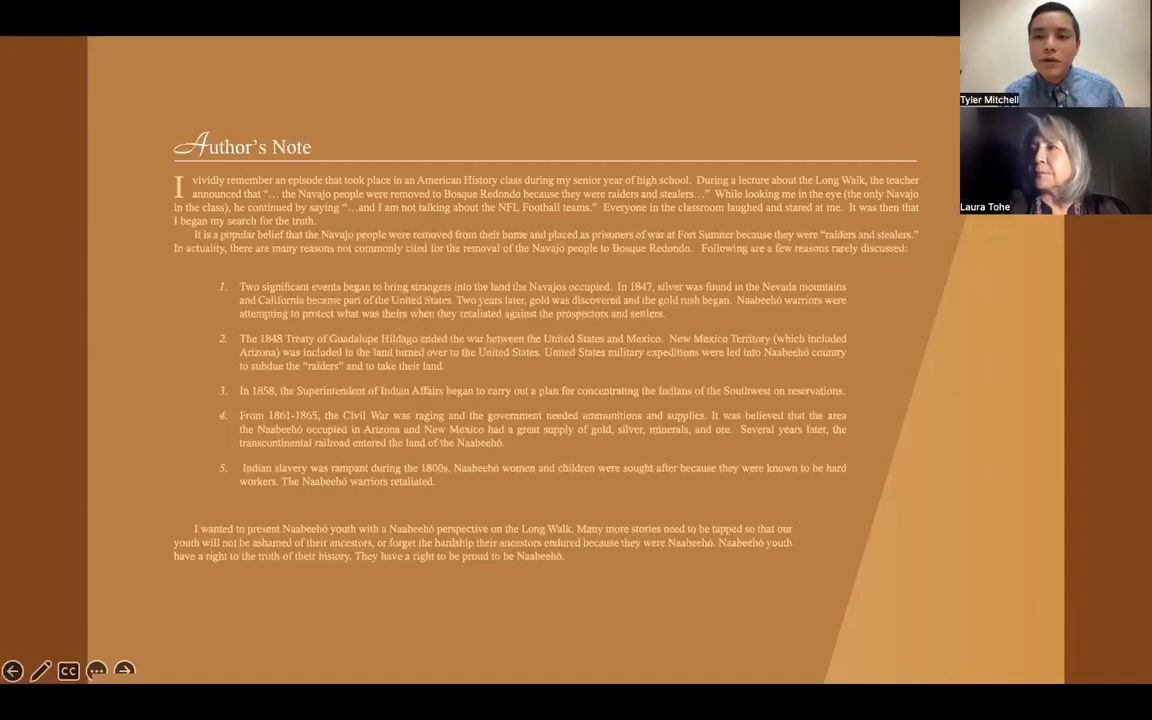 Author's Note
I vividly remember an episode that took place in an American History class during my senior year of high school. During a lecture about the Long Walk, the teacher
announced that "… the Navajo people were removed to Bosque Redondo because they were raiders and stealers…" While looking me in the eye (the only Navajo
in the class), he continued by saying "…and I am not talking about the NFL Football teams." Everyone in the classroom laughed and stared at me. It was then that
I began my search for the truth.
It is a popular belief that the Navajo people were removed from their home and placed as prisoners of war at Fort Sumner because they were "raiders and stealers."
In actuality, there are many reasons not commonly cited for the removal of the Navajo people to Bosque Redondo. Following are a few reasons rarely discussed:
1. Two significant events began to bring strangers into the land the Navajos occupied. In 1847, silver was found in the Nevada mountains
and California became part of the United States. Two years later, gold was discovered and the gold rush began. Naabeehó warriors were
attempting to protect what was theirs when they retaliated against the prospectors and settlers.
2. The 1848 Treaty of Guadalupe Hildago ended the war between the United States and Mexico. New Mexico Territory (which included
Arizona) was included in the land turned over to the United States. United States military expeditions were led into Naabeehó country
to subdue the "raiders" and to take their land.
3. In 1858, the Superintendent of Indian Affairs began to carry out a plan for concentrating the Indians of the Southwest on reservations.
4. From 1861-1865, the Civil War was raging and the government needed ammunitions and supplies. It was believed that the area
the Naabeehó occupied in Arizona and New Mexico had a great supply of gold, silver, minerals, and ore. Several years later, the
transcontinental railroad entered the land of the Naabeehó.
5. Indian slavery was rampant during the 1800s. Naabeehó women and children were sought after because they were known to be hard
workers. The Naabeehó warriors retaliated.
I wanted to present Naabeehó youth with a Naabeehó perspective on the Long Walk. Many more stories need to be tapped so that our
youth will not be ashamed of their ancestors, or forget the hardship their ancestors endured because they were Naabeehó. Naabeehó youth
have a right to the truth of their history. They have a right to be proud to be Naabeehó.
Tyler Mitchell
Laura Tohe
CC